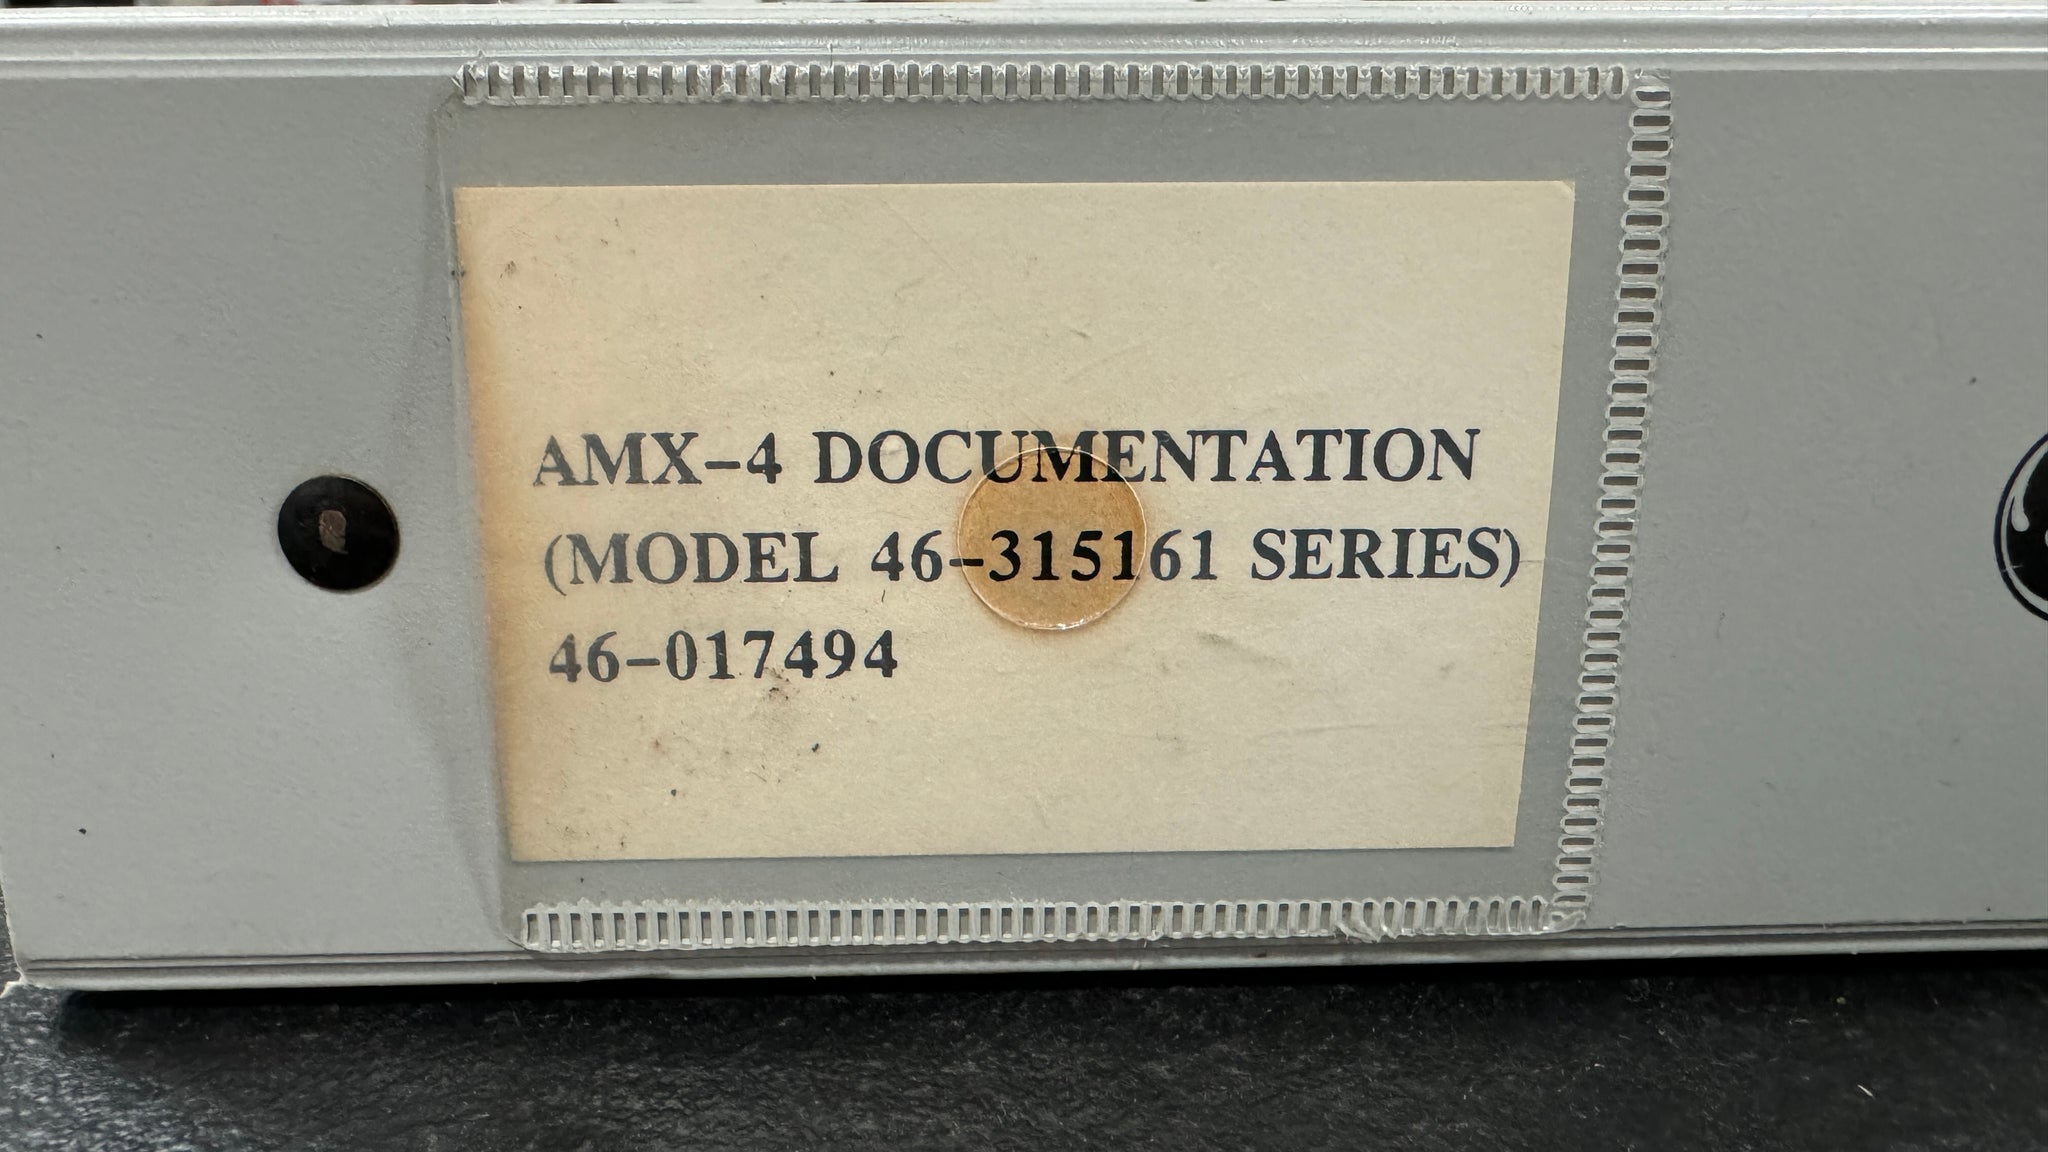 AMX-4 DOCUMENTATION
(MODEL 46-315161 SERIES)
46-017494